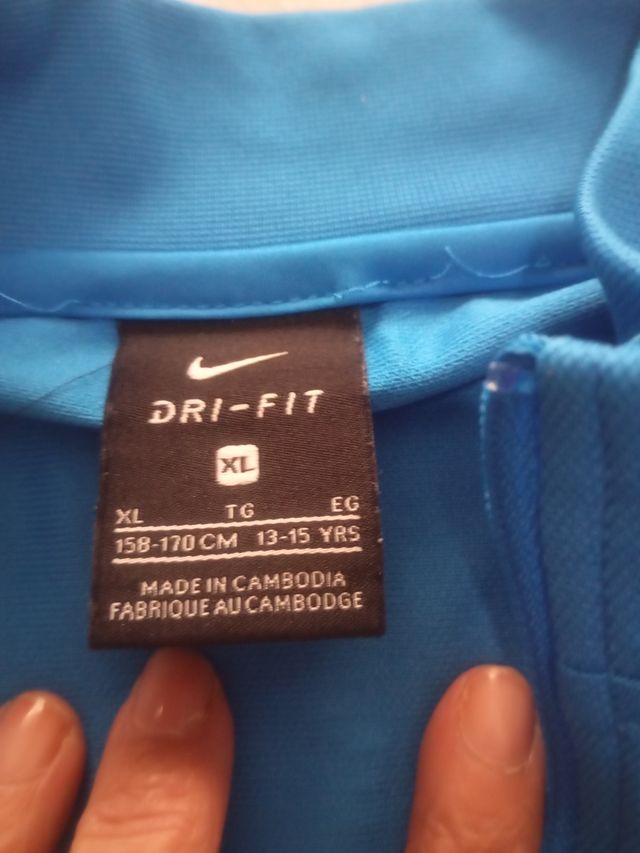 DRI-FIT
XL
XL TG EG
158-170 CM 13-15 YRS
MADE IN CAMBODIA
FABRIQUE AU CAMBODGE